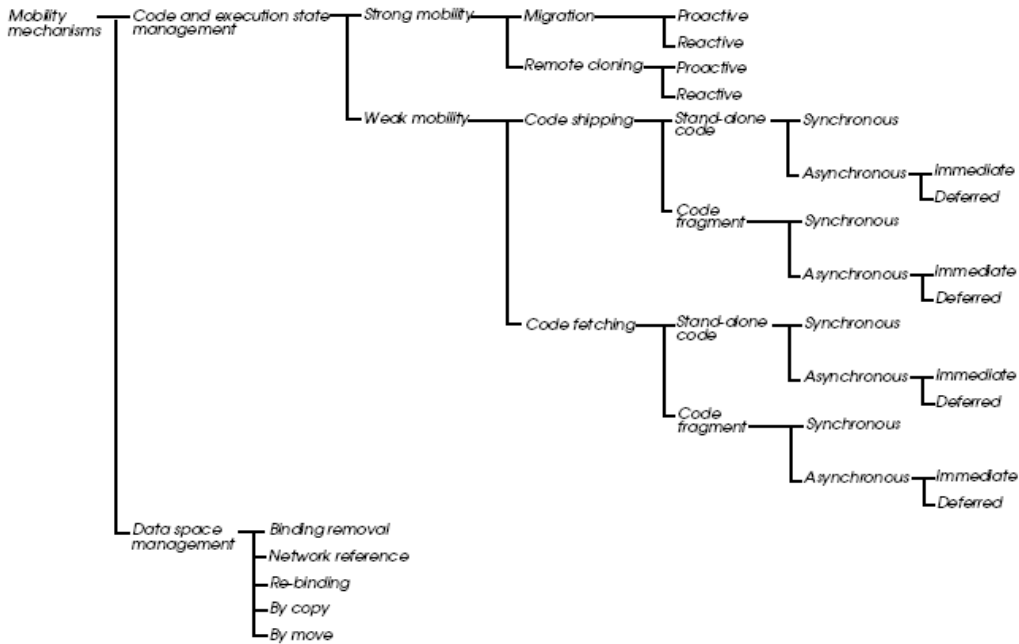 Mobility
mechanisms
Code and execution state
management
Strong mobility
Migration
Proactive
Reactive
Remote cloning
Proactive
Reactive
Weak mobility
Code shipping
Stand-alone
code
Synchronous
Asynchronous
Immediate
Deferred
Code
fragment
Synchronous
Asynchronous
Immediate
Deferred
Code fetching
Stand-alone
code
Synchronous
Asynchronous
Immediate
Deferred
Code
fragment
Synchronous
Asynchronous
Immediate
Deferred
Data space
management
Binding removal
Network reference
Re-binding
By copy
By move